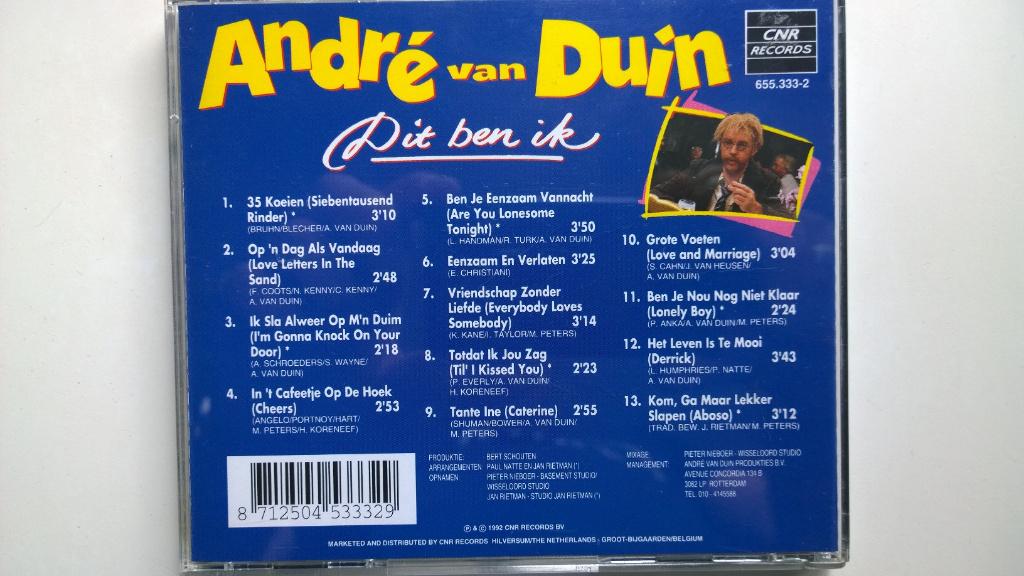 André van Duin
CNR
RECORDS
655.333-2
Dit ben ik
1. 35 Koeien (Siebentausend
Rinder) * 3'10
(BRUHN/BLECHER/A. VAN DUIN)
2. Op 'n Dag Als Vandaag
(Love Letters In The
Sand) 2'48
(F. COOTS/N. KENNY/C. KENNY/
A. VAN DUIN)
3. Ik Sla Alweer Op M'n Duim
(I'm Gonna Knock On Your
Door) * 2'18
(A. SCHROEDER/S. WAYNE/
A. VAN DUIN)
4. In 't Cafeetje Op De Hoek
(Cheers) 2'53
(ANGELO/PORTNOY/HART/
M. PETERS/H. KORENEEF)
5. Ben Je Eenzaam Vannacht
(Are You Lonesome
Tonight) * 3'50
(L. HANDMAN/R. TURK/A. VAN DUIN)
6. Eenzaam En Verlaten 3'25
(E. CHRISTIANI)
7. Vriendschap Zonder
Liefde (Everybody Loves
Somebody) 3'14
(K. KANE/I. TAYLOR/M. PETERS)
8. Totdat Ik Jou Zag
(Til' I Kissed You) * 2'23
(P. EVERLY/A. VAN DUIN/
H. KORENEEF)
9. Tante Ine (Caterine) 2'55
(SHUMAN/BOWER/A. VAN DUIN/
M. PETERS)
10. Grote Voeten
(Love and Marriage) 3'04
(S. CAHN/J. VAN HEUSEN/
A. VAN DUIN)
11. Ben Je Nou Nog Niet Klaar
(Lonely Boy) * 2'24
(P. ANKA/A. VAN DUIN/M. PETERS)
12. Het Leven Is Te Mooi
(Derrick) 3'43
(L. HUMPHRIES/P. NATTE/
A. VAN DUIN)
13. Kom, Ga Maar Lekker
Slapen (Aboso) * 3'12
(TRAD. BEW. J. RIETMAN/M. PETERS)
PRODUKTIE: BERT SCHOUTEN
ARRANGEMENTEN: PAUL NATTE EN JAN RIETMAN (*)
OPNAMEN PIETER NIEBOER - BASEMENT STUDIO/
WISSELOORD STUDIO
JAN RIETMAN - STUDIO JAN RIETMAN (*)
MIXAGE: PIETER NIEBOER - WISSELOORD STUDIO
MANAGEMENT: ANDRE VAN DUIN PRODUKTIES B.V.
AVENUE CONCORDIA 134 B
3062 LP ROTTERDAM
TEL. 010 - 4145588
8 712504 533329
℗ & © 1992 CNR RECORDS BV
MARKETED AND DISTRIBUTED BY CNR RECORDS HILVERSUM/THE NETHERLANDS - GROOT-BIJGAARDEN/BELGIUM